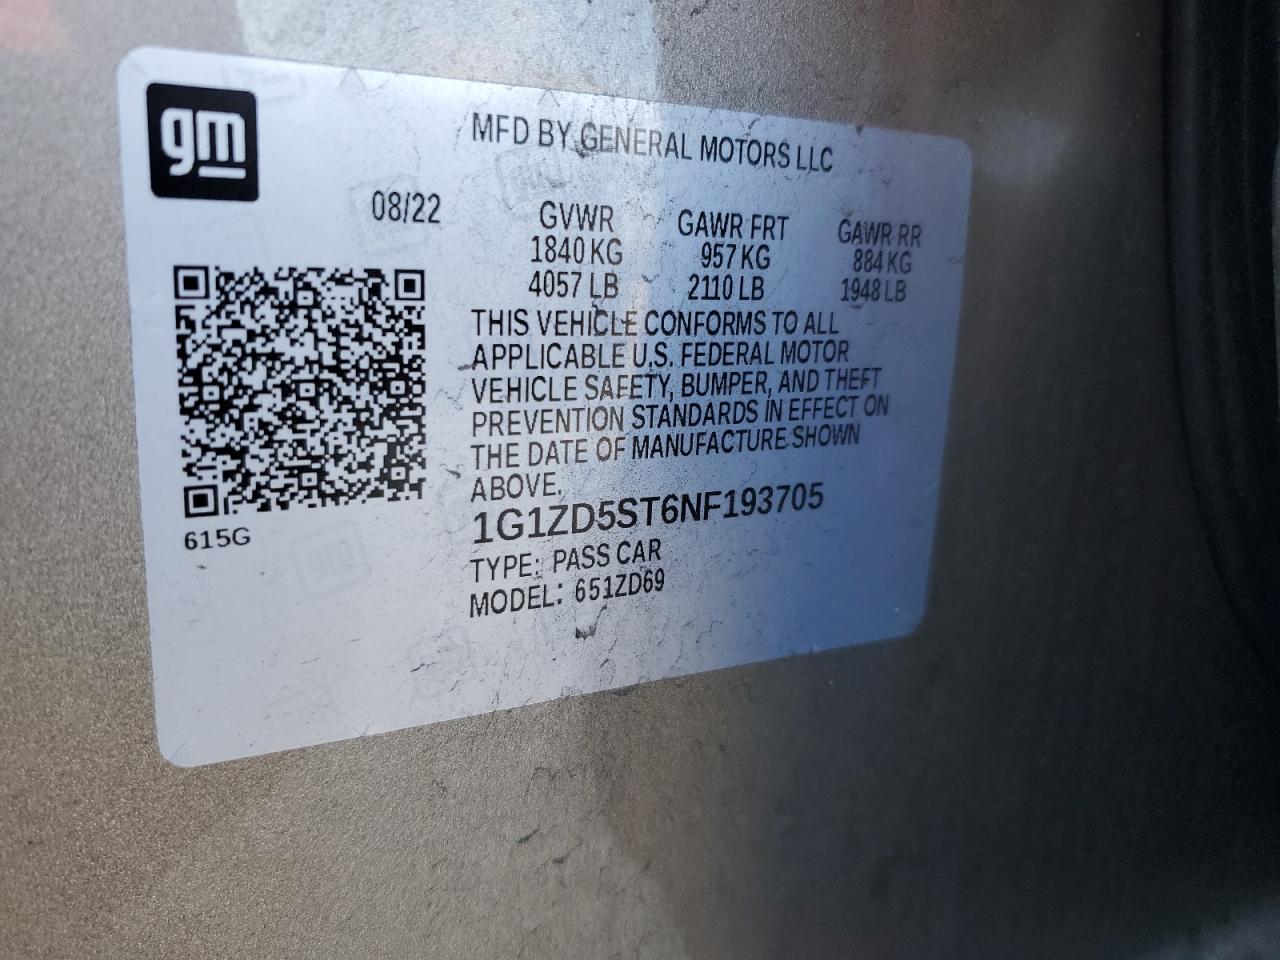 gm
MFD BY GENERAL MOTORS LLC
08/22
GVWR GAWR FRT GAWR RR
1840 KG 957 KG 884 KG
4057 LB 2110 LB 1948 LB
THIS VEHICLE CONFORMS TO ALL
APPLICABLE U.S. FEDERAL MOTOR
VEHICLE SAFETY, BUMPER, AND THEFT
PREVENTION STANDARDS IN EFFECT ON
THE DATE OF MANUFACTURE SHOWN
ABOVE.
1G1ZD5ST6NF193705
TYPE: PASS CAR
MODEL: 651ZD69
615G